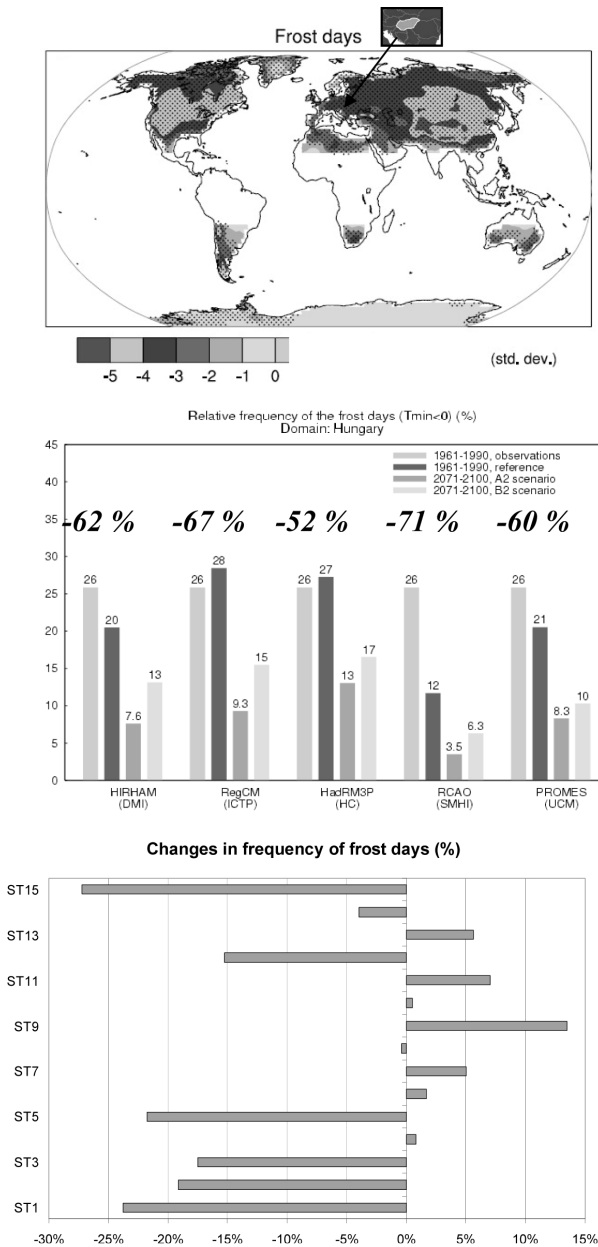 Frost days
-5 -4 -3 -2 -1 0
(std. dev.)
Relative frequency of the frost days (Tmin<0) (%)
Domain: Hungary
45
40
35
30
25
20
15
10
5
0
1961-1990, observations
1961-1990, reference
2071-2100, A2 scenario
2071-2100, B2 scenario
-62 % -67 % -52 % -71 % -60 %
26 20 7.6 13
26 28 9.3 15
26 27 13 17
26 12 3.5 6.3
26 21 8.3 10
HIRHAM RegCM HadRM3P RCAO PROMES
(DMI) (ICTP) (HC) (SMHI) (UCM)
Changes in frequency of frost days (%)
ST15
ST13
ST11
ST9
ST7
ST5
ST3
ST1
-30% -25% -20% -15% -10% -5% 0% 5% 10% 15%